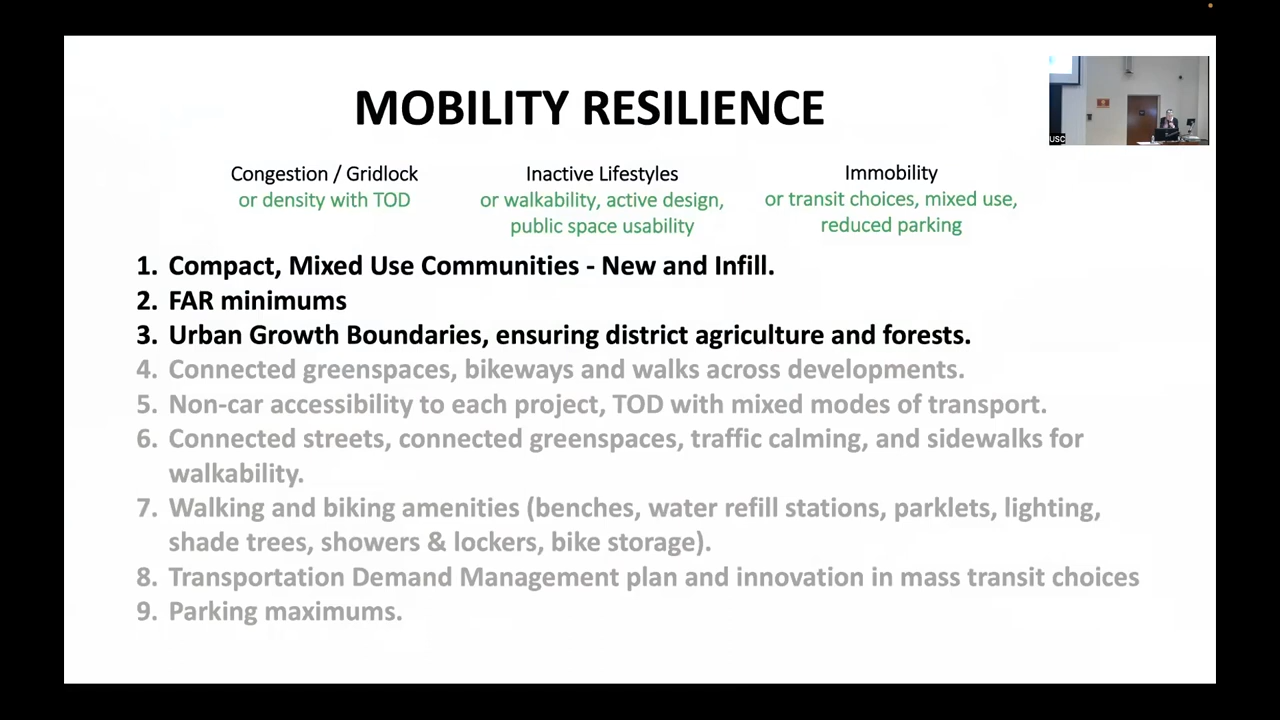 MOBILITY RESILIENCE
Congestion / Gridlock
or density with TOD
Inactive Lifestyles
or walkability, active design,
public space usability
Immobility
or transit choices, mixed use,
reduced parking
1. Compact, Mixed Use Communities - New and Infill.
2. FAR minimums
3. Urban Growth Boundaries, ensuring district agriculture and forests.
4. Connected greenspaces, bikeways and walks across developments.
5. Non-car accessibility to each project, TOD with mixed modes of transport.
6. Connected streets, connected greenspaces, traffic calming, and sidewalks for
walkability.
7. Walking and biking amenities (benches, water refill stations, parklets, lighting,
shade trees, showers & lockers, bike storage).
8. Transportation Demand Management plan and innovation in mass transit choices
9. Parking maximums.
USC